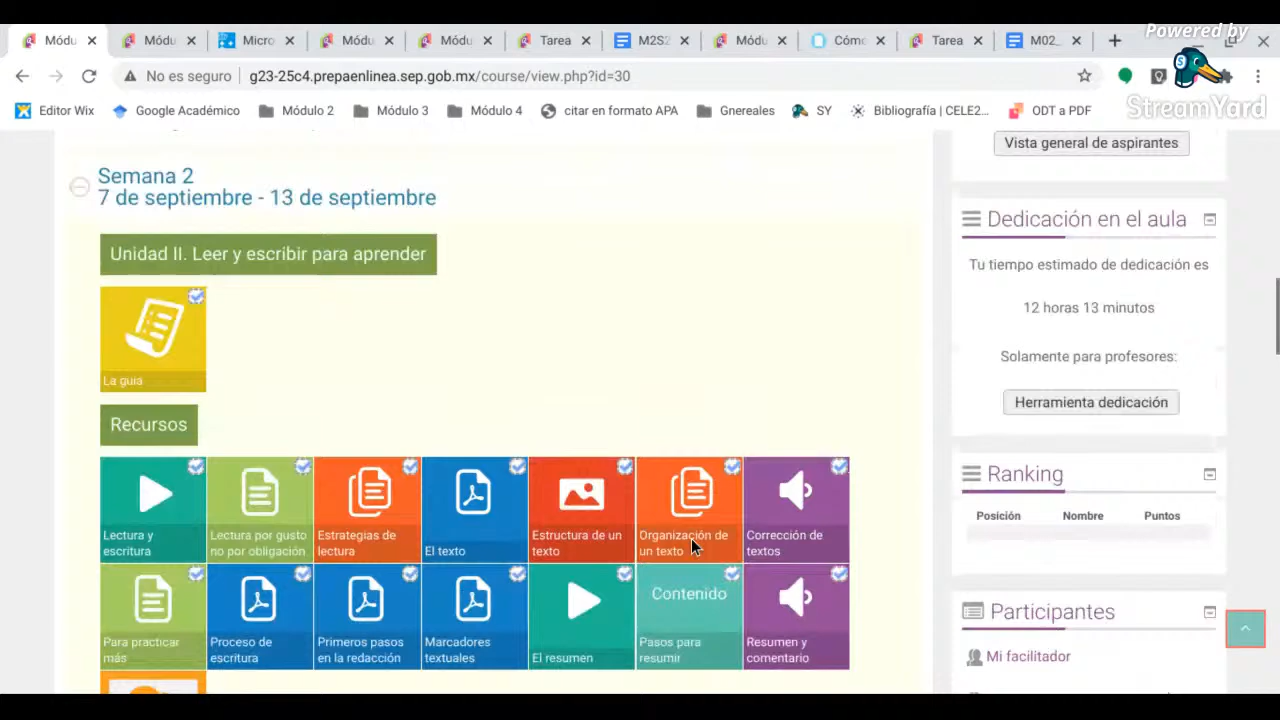 Powered by
StreamYard
Módu
Módu
Micro
Módu
Módu
Tarea
M2S2
Módu
Cómo
Tarea
M02_
No es seguro
g23-25c4.prepaenlinea.sep.gob.mx/course/view.php?id=30
Editor Wix
Google Académico
Módulo 2
Módulo 3
Módulo 4
citar en formato APA
Gnereales
SY
Bibliografía | CELE2...
ODT a PDF
Semana 2
7 de septiembre - 13 de septiembre
Unidad II. Leer y escribir para aprender
La guia
Recursos
Lectura y
escritura
Lectura por gusto
no por obligación
Estrategias de
lectura
El texto
Estructura de un
texto
Organización de
un texto
Corrección de
textos
Para practicar
más
Proceso de
escritura
Primeros pasos
en la redacción
Marcadores
textuales
El resumen
Contenido
Pasos para
resumir
Resumen y
comentario
Vista general de aspirantes
Dedicación en el aula
Tu tiempo estimado de dedicación es
12 horas 13 minutos
Solamente para profesores:
Herramienta dedicación
Ranking
Posición Nombre Puntos
Participantes
Mi facilitador